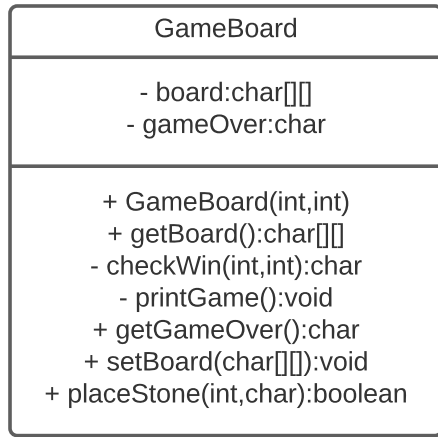 GameBoard
- board:char[][]
- gameOver:char
+ GameBoard(int,int)
+ getBoard():char[][]
- checkWin(int,int):char
- printGame():void
+ getGameOver():char
+ setBoard(char[][]):void
+ placeStone(int,char):boolean